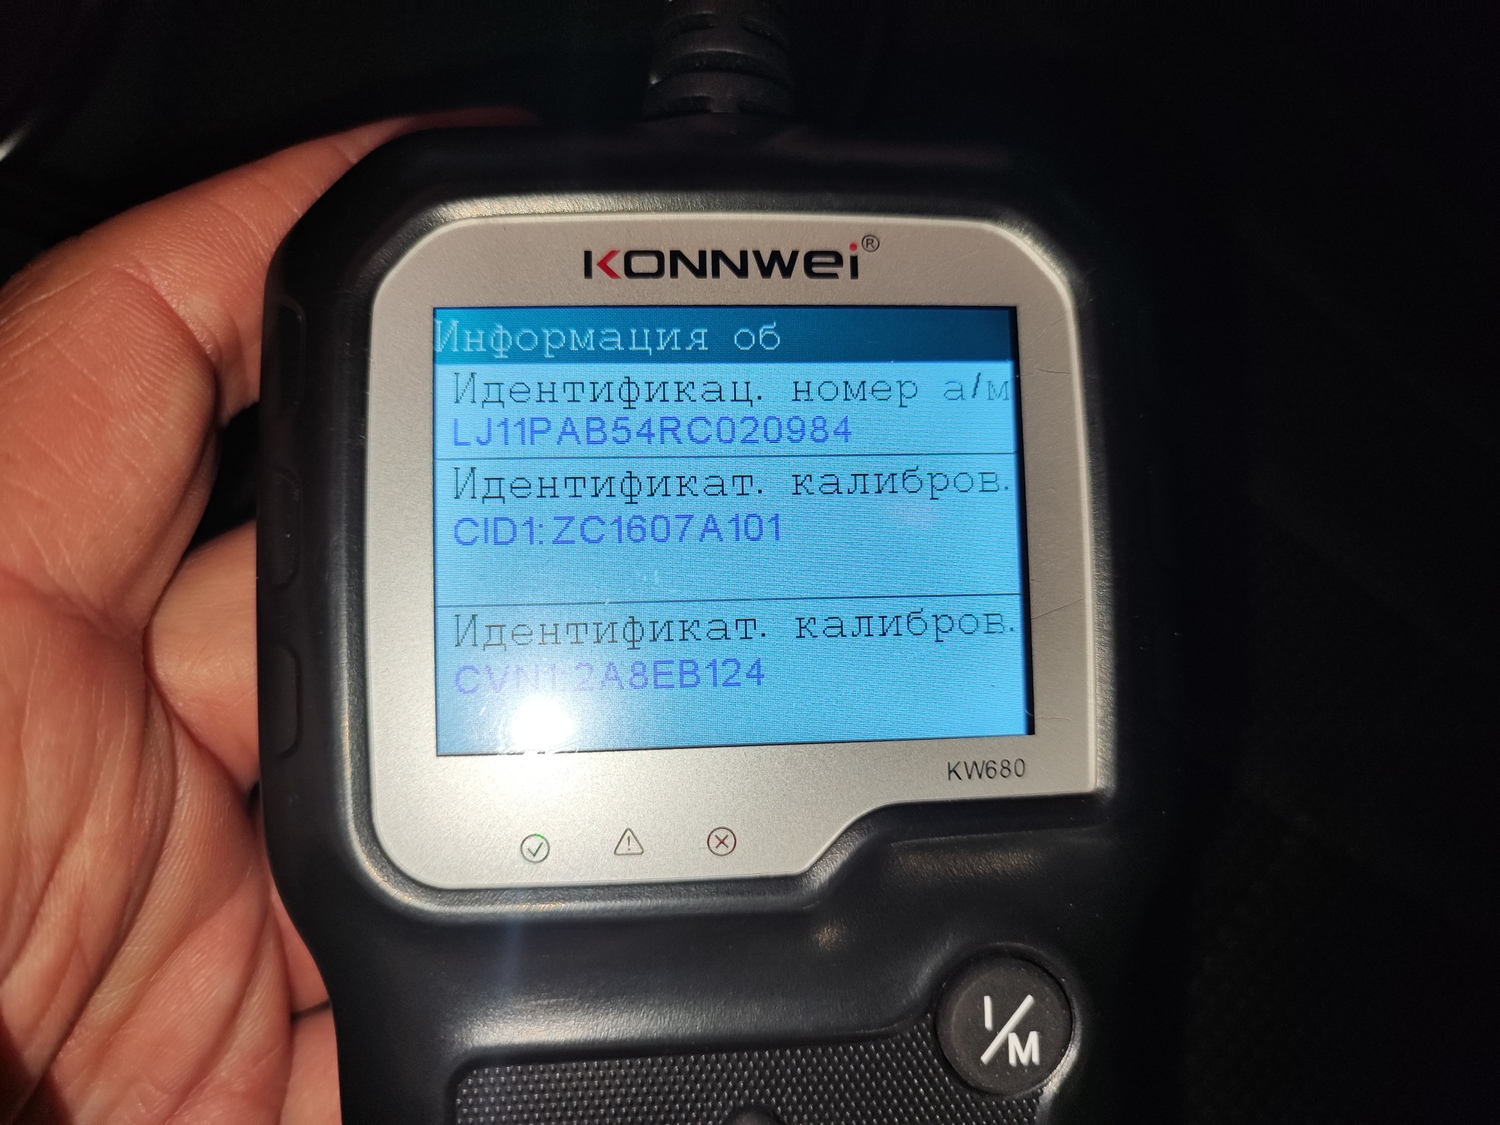 KONNWEI®
Информация об
Идентификац. номер а/м
LJ11PAB54RC020984
Идентификат. калибров.
CID1: ZC1607A101
Идентификат. калибров.
CVN1: 2A8EB124
KW680
I/M